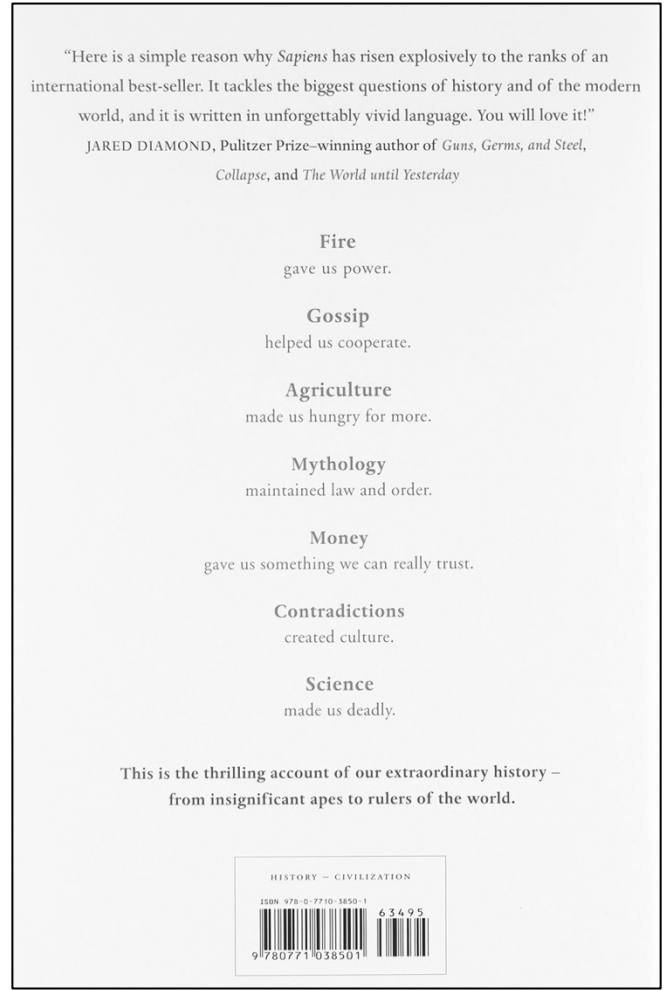 “Here is a simple reason why Sapiens has risen explosively to the ranks of an
international best-seller. It tackles the biggest questions of history and of the modern
world, and it is written in unforgettably vivid language. You will love it!”
JARED DIAMOND, Pulitzer Prize–winning author of Guns, Germs, and Steel,
Collapse, and The World until Yesterday
Fire
gave us power.
Gossip
helped us cooperate.
Agriculture
made us hungry for more.
Mythology
maintained law and order.
Money
gave us something we can really trust.
Contradictions
created culture.
Science
made us deadly.
This is the thrilling account of our extraordinary history –
from insignificant apes to rulers of the world.
HISTORY – CIVILIZATION
ISBN 978-0-7710-3850-1
63495
9 780771 038501